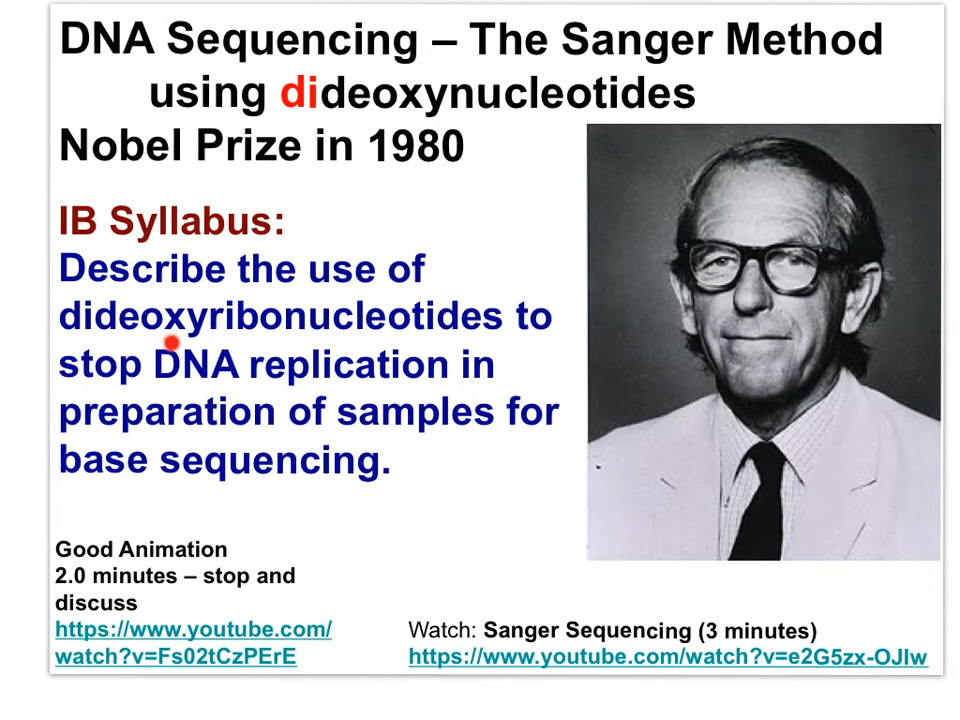 DNA Sequencing – The Sanger Method
using dideoxynucleotides
Nobel Prize in 1980
IB Syllabus:
Describe the use of
dideoxyribonucleotides to
stop DNA replication in
preparation of samples for
base sequencing.
Good Animation
2.0 minutes – stop and
discuss
https://www.youtube.com/
watch?v=Fs02tCzPErE
Watch: Sanger Sequencing (3 minutes)
https://www.youtube.com/watch?v=e2G5zx-OJIw